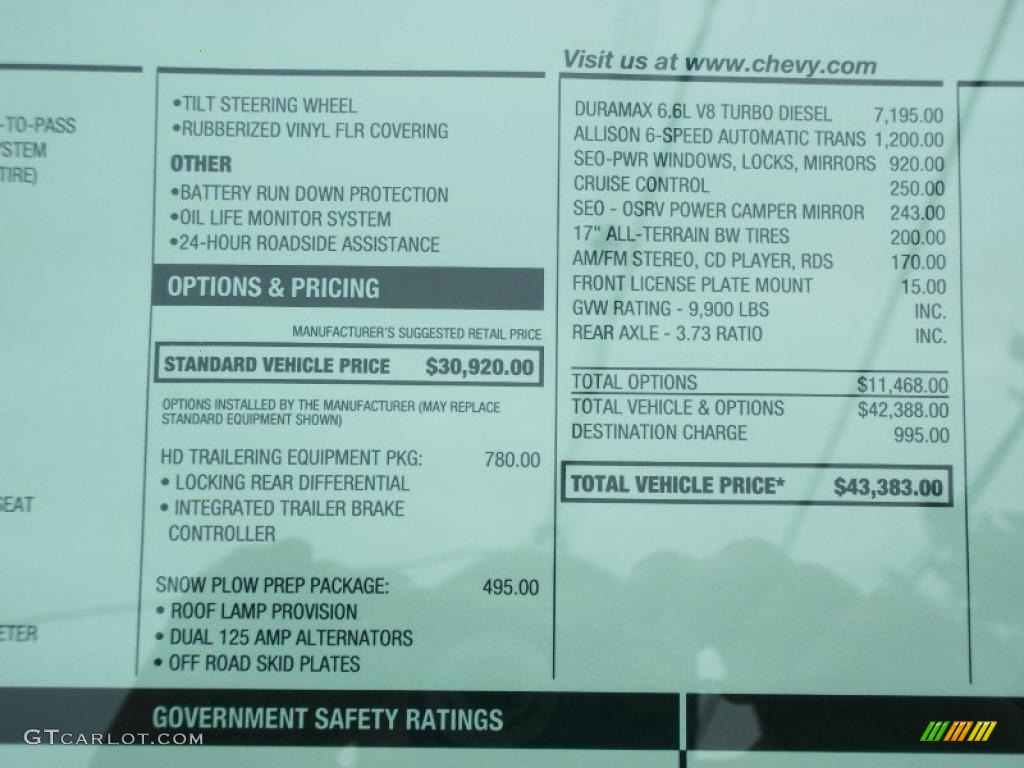 -TO-PASS
TIRE)
• TILT STEERING WHEEL
• RUBBERIZED VINYL FLR COVERING
OTHER
• BATTERY RUN DOWN PROTECTION
• OIL LIFE MONITOR SYSTEM
• 24-HOUR ROADSIDE ASSISTANCE
OPTIONS & PRICING
MANUFACTURER'S SUGGESTED RETAIL PRICE
STANDARD VEHICLE PRICE $30,920.00
OPTIONS INSTALLED BY THE MANUFACTURER (MAY REPLACE
STANDARD EQUIPMENT SHOWN)
HD TRAILERING EQUIPMENT PKG: 780.00
• LOCKING REAR DIFFERENTIAL
• INTEGRATED TRAILER BRAKE
CONTROLLER
SNOW PLOW PREP PACKAGE: 495.00
• ROOF LAMP PROVISION
• DUAL 125 AMP ALTERNATORS
• OFF ROAD SKID PLATES
Visit us at www.chevy.com
DURAMAX 6.6L V8 TURBO DIESEL 7,195.00
ALLISON 6-SPEED AUTOMATIC TRANS 1,200.00
SEO-PWR WINDOWS, LOCKS, MIRRORS 920.00
CRUISE CONTROL 250.00
SEO - OSRV POWER CAMPER MIRROR 243.00
17" ALL-TERRAIN BW TIRES 200.00
AM/FM STEREO, CD PLAYER, RDS 170.00
FRONT LICENSE PLATE MOUNT 15.00
GVW RATING - 9,900 LBS INC.
REAR AXLE - 3.73 RATIO INC.
TOTAL OPTIONS $11,468.00
TOTAL VEHICLE & OPTIONS $42,388.00
DESTINATION CHARGE 995.00
TOTAL VEHICLE PRICE* $43,383.00
GOVERNMENT SAFETY RATINGS
GTCARLOT.COM